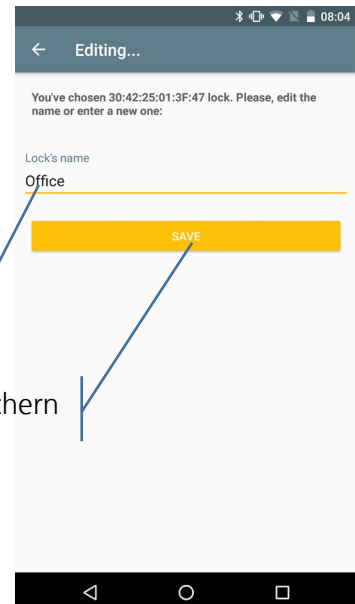 08:04
Editing...
You've chosen 30:42:25:01:3F:47 lock. Please, edit the
name or enter a new one:
Lock's name
Office
SAVE